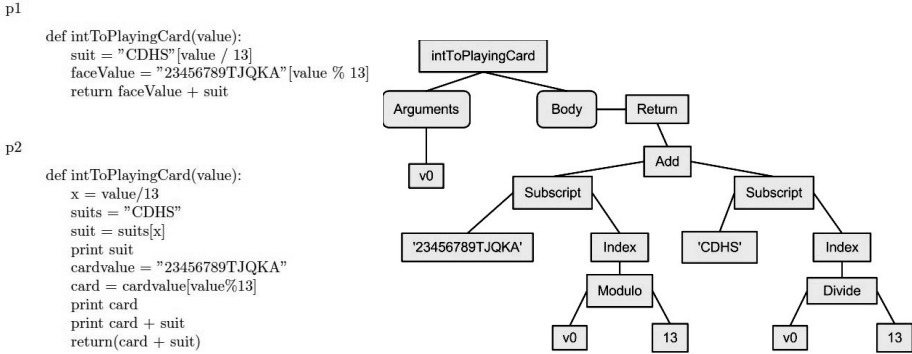 p1
def intToPlayingCard(value):
suit = ”CDHS”[value / 13]
faceValue = ”23456789TJQKA”[value % 13]
return faceValue + suit
p2
def intToPlayingCard(value):
x = value/13
suits = ”CDHS”
suit = suits[x]
print suit
cardvalue = ”23456789TJQKA”
card = cardvalue[value%13]
print card
print card + suit
return(card + suit)
intToPlayingCard
Arguments
Body
Return
v0
Add
Subscript
Subscript
'23456789TJQKA'
Index
'CDHS'
Index
Modulo
Divide
v0
13
v0
13